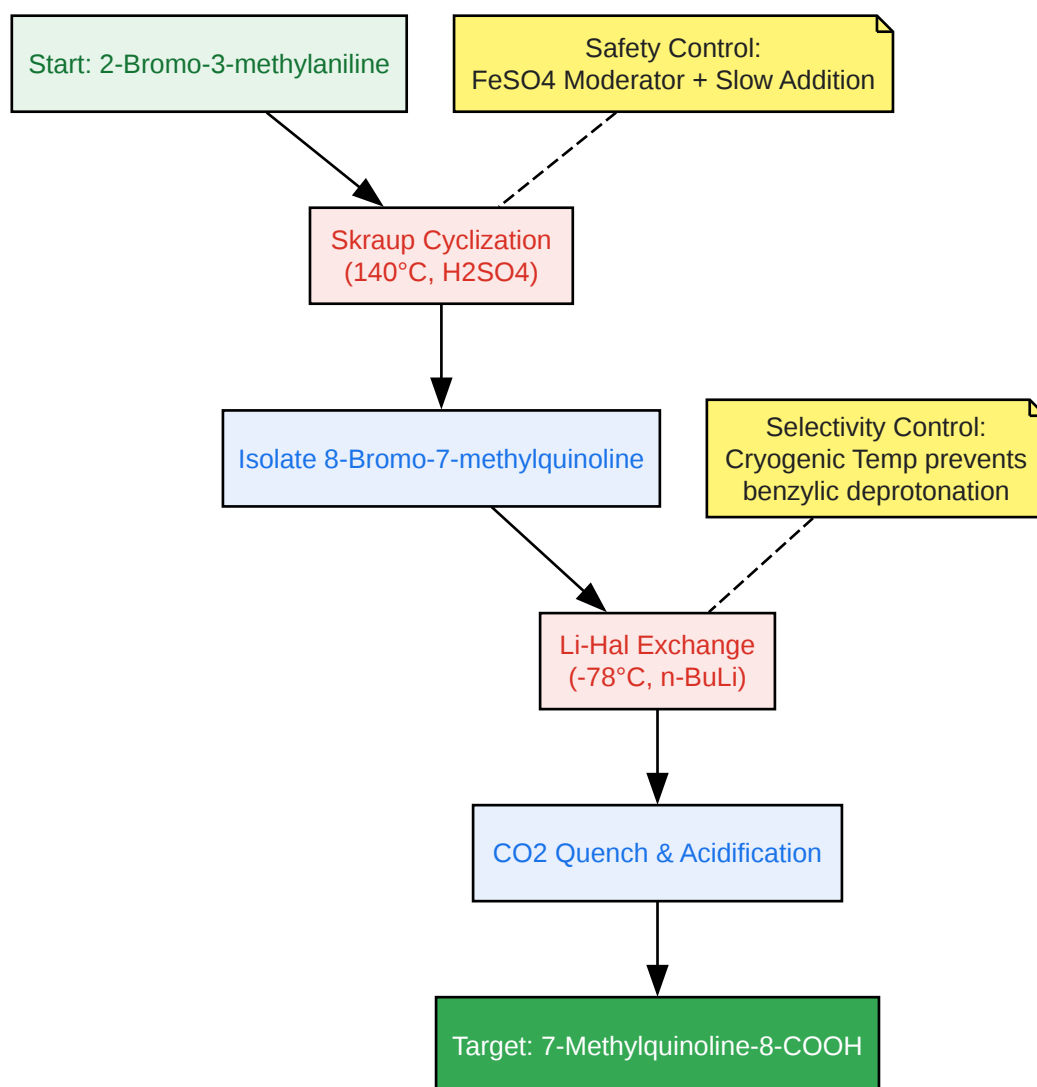 Start: 2-Bromo-3-methylaniline
Safety Control:
FeSO4 Moderator + Slow Addition
Skraup Cyclization
(140°C, H2SO4)
Isolate 8-Bromo-7-methylquinoline
Selectivity Control:
Cryogenic Temp prevents
benzylic deprotonation
Li-Hal Exchange
(-78°C, n-BuLi)
CO2 Quench & Acidification
Target: 7-Methylquinoline-8-COOH